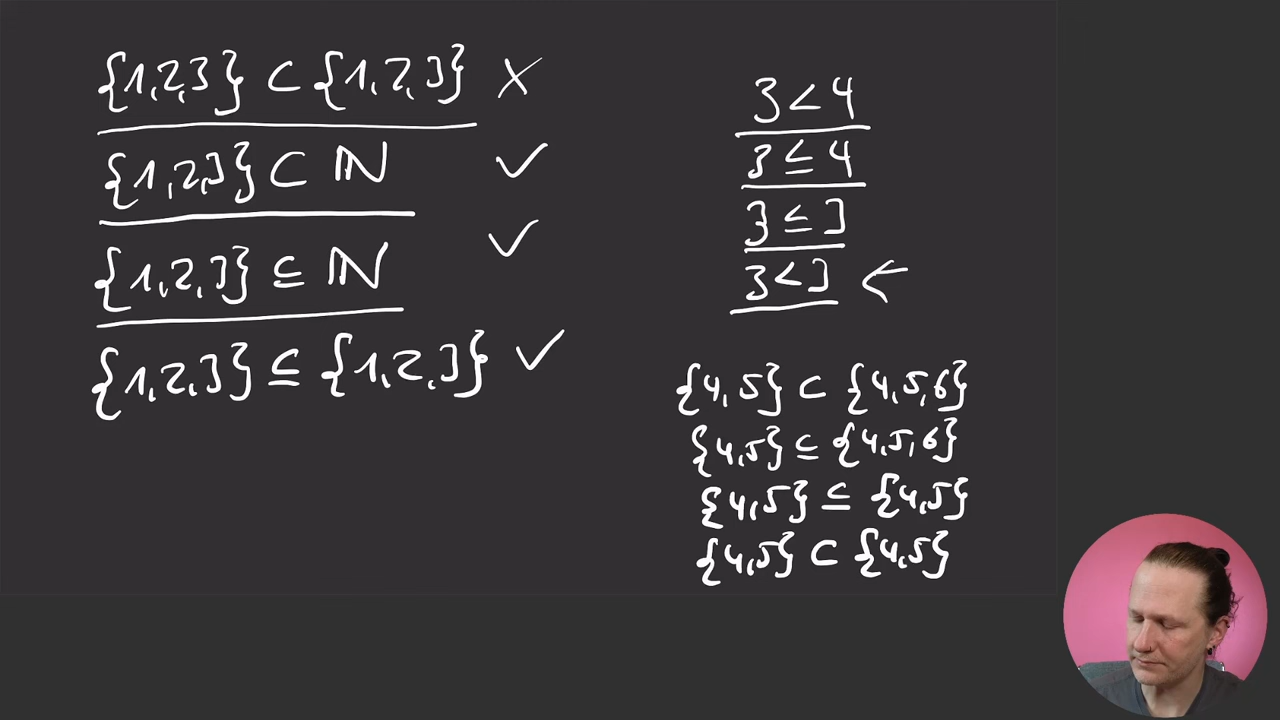 {1,2,3} ⊂ {1,2,3} ✗
{1,2,3} ⊂ ℕ ✓
{1,2,3} ⊆ ℕ ✓
{1,2,3} ⊆ {1,2,3} ✓
3 < 4
3 ≤ 4
3 ≤ 3
3 < 3 ←
{4,5} ⊂ {4,5,6}
{4,5} ⊆ {4,5,6}
{4,5} ⊆ {4,5}
{4,5} ⊂ {4,5}